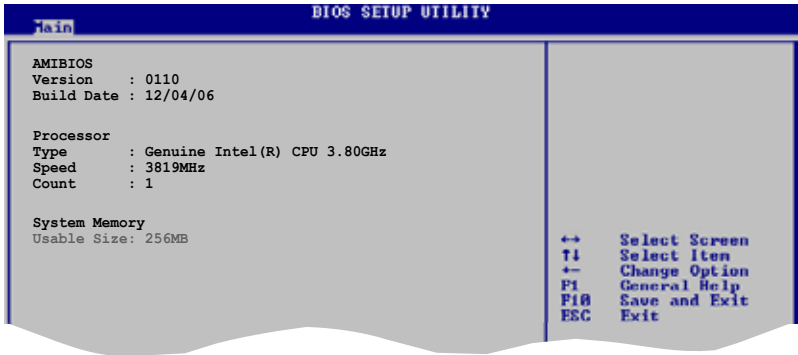 BIOS SETUP UTILITY
Main
AMIBIOS
Version : 0110
Build Date : 12/04/06
Processor
Type : Genuine Intel(R) CPU 3.80GHz
Speed : 3819MHz
Count : 1
System Memory
Usable Size: 256MB
←→ Select Screen
↑↓ Select Item
+- Change Option
F1 General Help
F10 Save and Exit
ESC Exit